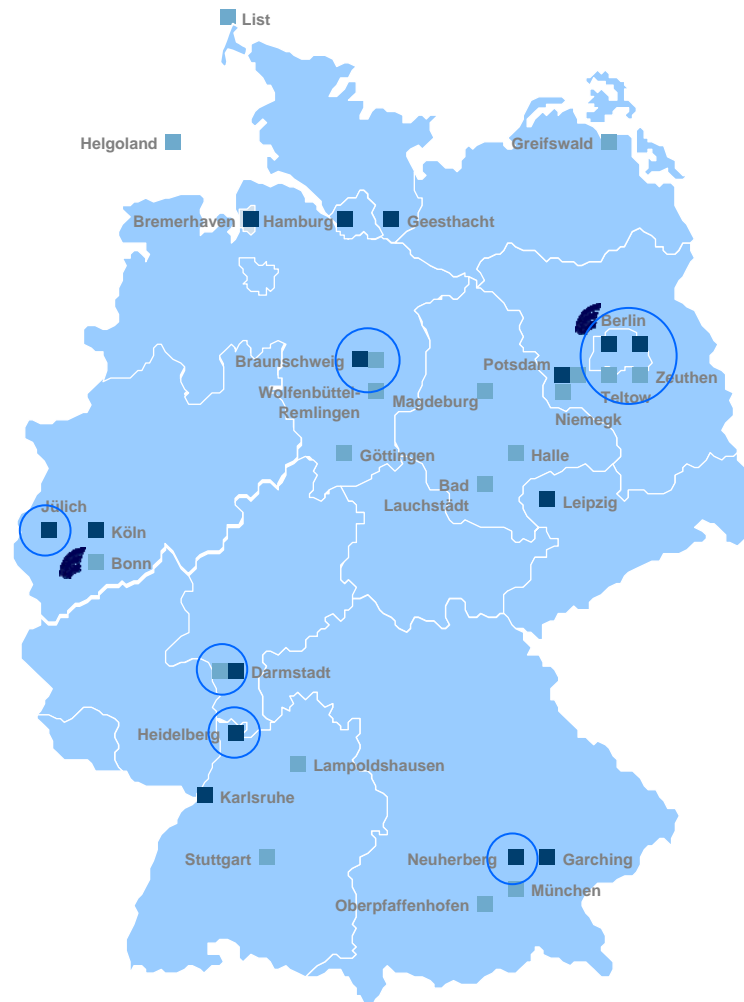 List
Helgoland
Greifswald
Bremerhaven
Hamburg
Geesthacht
Berlin
Braunschweig
Potsdam
Zeuthen
Wolfenbüttel-
Remlingen
Magdeburg
Teltow
Niemegk
Göttingen
Halle
Bad
Lauchstädt
Leipzig
Jülich
Köln
Bonn
Darmstadt
Heidelberg
Lampoldshausen
Karlsruhe
Stuttgart
Neuherberg
Garching
München
Oberpfaffenhofen